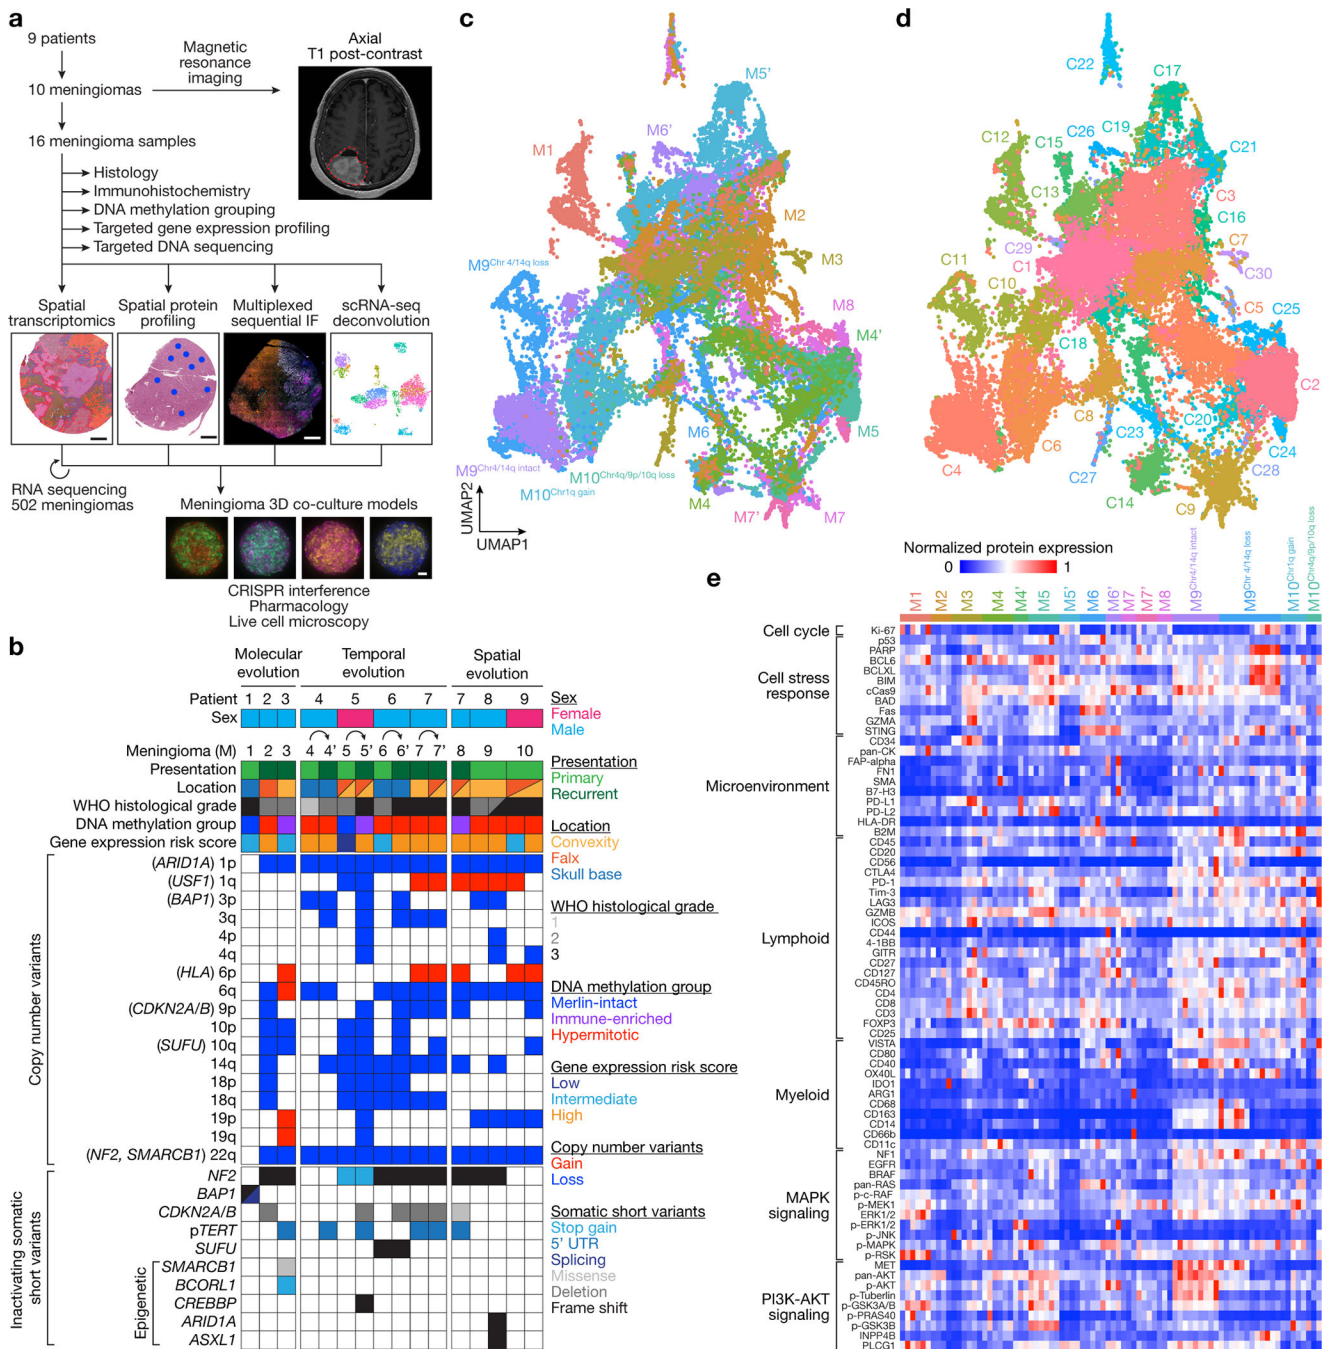 a
9 patients
10 meningiomas
16 meningioma samples
Magnetic
resonance
imaging
Axial
T1 post-contrast
Histology
Immunohistochemistry
DNA methylation grouping
Targeted gene expression profiling
Targeted DNA sequencing
Spatial
transcriptomics
Spatial protein
profiling
Multiplexed
sequential IF
scRNA-seq
deconvolution
RNA sequencing
502 meningiomas
Meningioma 3D co-culture models
CRISPR interference
Pharmacology
Live cell microscopy
b
Molecular
evolution
Temporal
evolution
Spatial
evolution
Patient 1 2 3 4 5 6 7 7 8 9
Sex
Meningioma (M) 1 2 3 4 4' 5 5' 6 6' 7 7' 8 9 10
Presentation
Location
WHO histological grade
DNA methylation group
Gene expression risk score
Copy number variants
(ARID1A) 1p
(USF1) 1q
(BAP1) 3p
3q
4p
4q
(HLA) 6p
6q
(CDKN2A/B) 9p
10p
(SUFU) 10q
14q
18p
18q
19p
19q
(NF2, SMARCB1) 22q
Inactivating somatic
short variants
NF2
BAP1
CDKN2A/B
pTERT
SUFU
Epigenetic
SMARCB1
BCORL1
CREBBP
ARID1A
ASXL1
Sex
Female
Male
Presentation
Primary
Recurrent
Location
Convexity
Falx
Skull base
WHO histological grade
1
2
3
DNA methylation group
Merlin-intact
Immune-enriched
Hypermitotic
Gene expression risk score
Low
Intermediate
High
Copy number variants
Gain
Loss
Somatic short variants
Stop gain
5' UTR
Splicing
Missense
Deletion
Frame shift
c
M5'
M6'
M1
M2
M3
M9Chr 4/14q loss
M8
M4'
M6
M5
M9Chr4/14q intact
M10Chr4q/9p/10q loss
M10Chr1q gain
M4
M7'
M7
UMAP2
UMAP1
d
C22
C17
C26
C19
C12
C15
C21
C13
C3
C16
C29
C7
C1
C30
C11
C10
C5
C25
C18
C2
C8
C20
C6
C23
C24
C4
C27
C28
C14
C9
e
Normalized protein expression
0
1
M1
M2
M3
M4
M4'
M5
M5'
M6
M6'
M7
M7'
M8
M9Chr4/14q intact
M9Chr 4/14q loss
M10Chr1q gain
M10Chr4q/9p/10q loss
Cell cycle
Ki-67
Cell stress
response
p53
PARP
BCL6
BCLXL
BIM
cCas9
BAD
Fas
GZMA
STING
Microenvironment
CD34
pan-CK
FAP-alpha
FN1
SMA
B7-H3
PD-L1
PD-L2
HLA-DR
B2M
Lymphoid
CD45
CD20
CD56
CTLA4
PD-1
Tim-3
LAG3
GZMB
ICOS
CD44
4-1BB
GITR
CD27
CD127
CD45RO
CD4
CD8
CD3
FOXP3
CD25
Myeloid
VISTA
CD80
CD40
OX40L
IDO1
ARG1
CD68
CD163
CD14
CD66b
CD11c
MAPK
signaling
NF1
EGFR
BRAF
pan-RAS
p-c-RAF
p-MEK1
ERK1/2
p-ERK1/2
p-JNK
p-MAPK
p-RSK
PI3K-AKT
signaling
MET
pan-AKT
p-AKT
p-Tuberlin
p-GSK3A/B
p-PRAS40
p-GSK3B
INPP4B
PLCG1